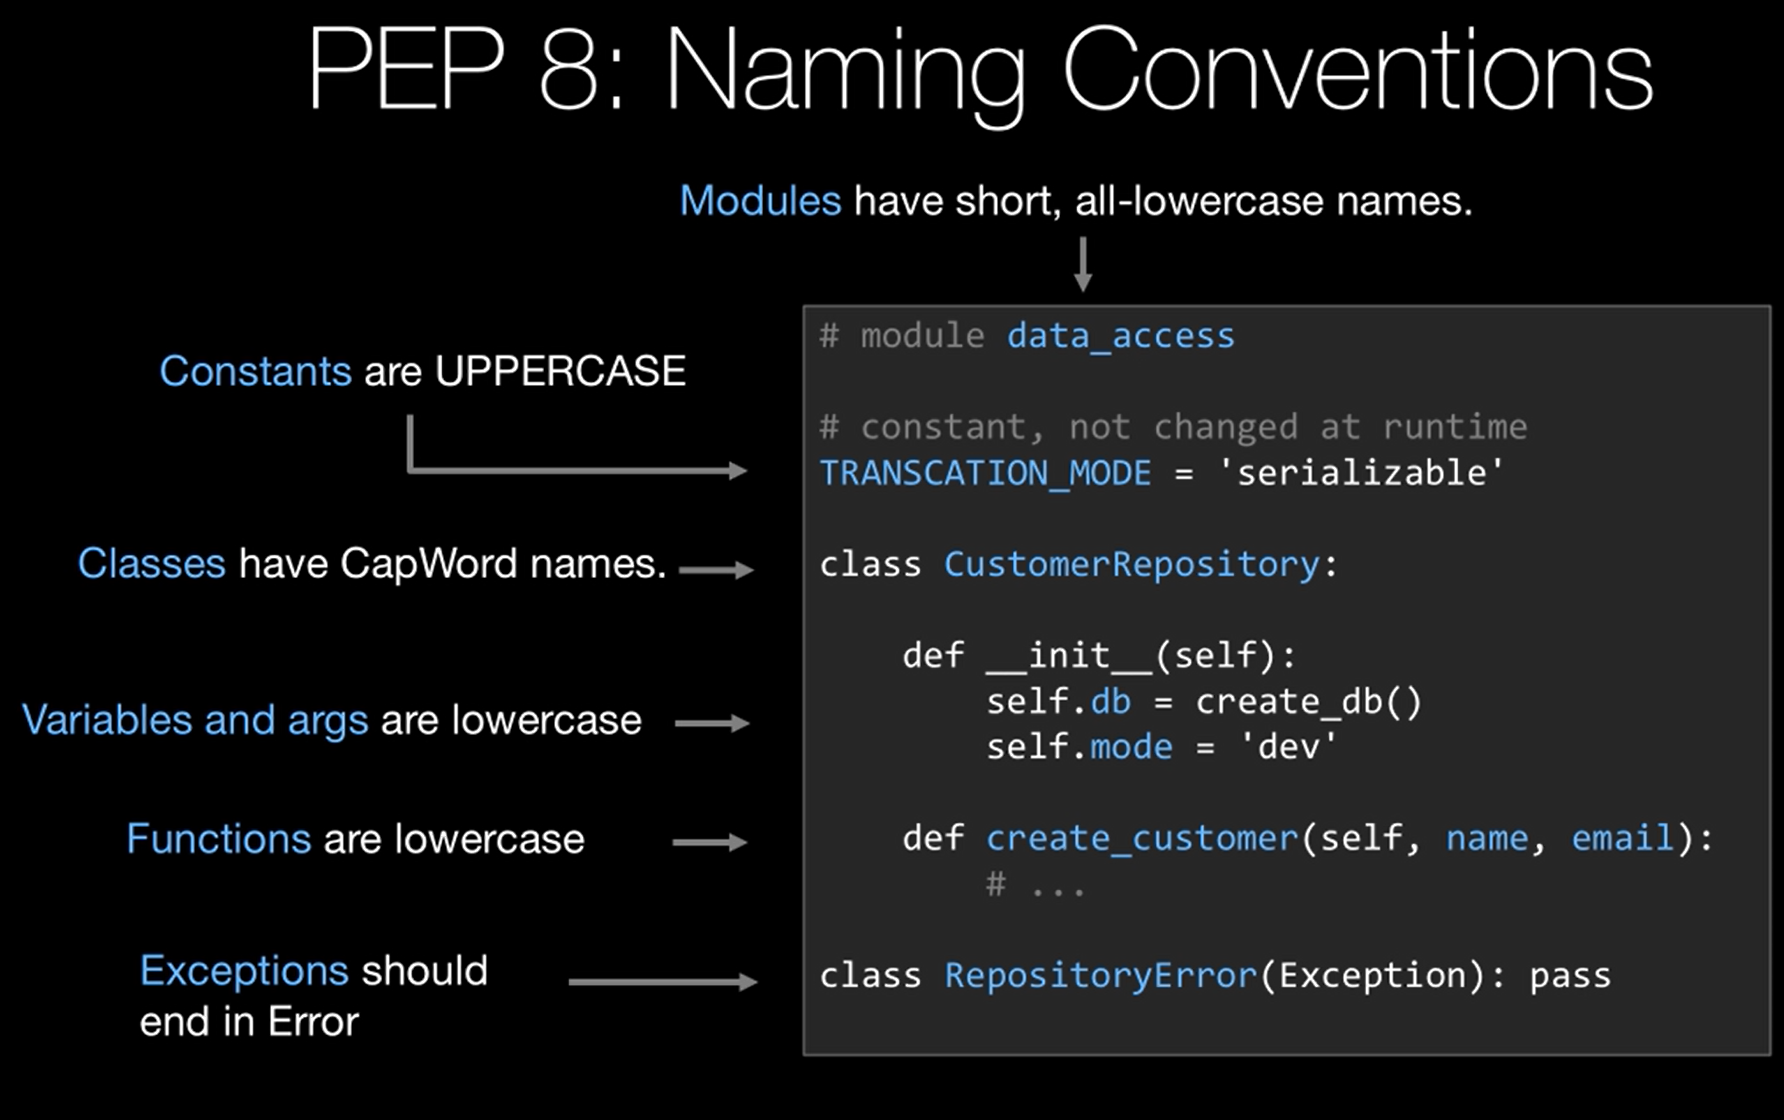 PEP 8: Naming Conventions
Modules have short, all-lowercase names.
Constants are UPPERCASE
Classes have CapWord names.
Variables and args are lowercase
Functions are lowercase
Exceptions should
end in Error
# module data_access
# constant, not changed at runtime
TRANSCATION_MODE = 'serializable'
class CustomerRepository:
def __init__(self):
self.db = create_db()
self.mode = 'dev'
def create_customer(self, name, email):
# ...
class RepositoryError(Exception): pass